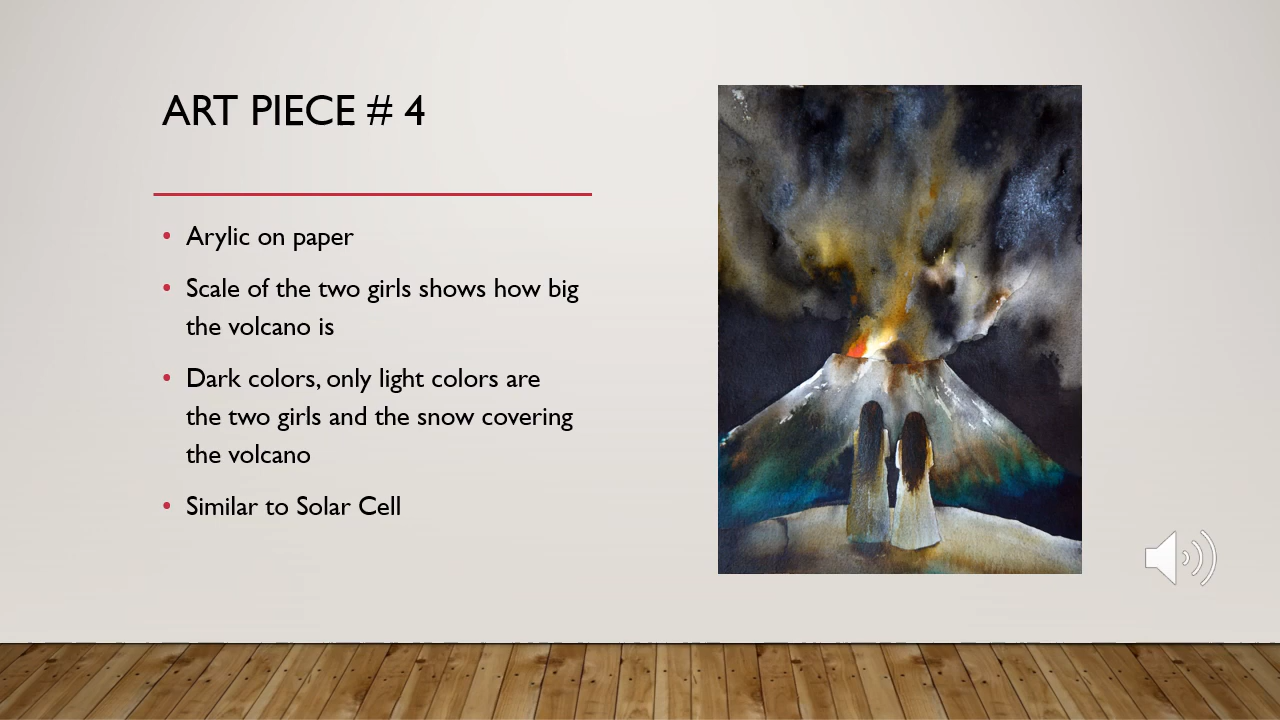 ART PIECE # 4
• Arylic on paper
• Scale of the two girls shows how big
the volcano is
• Dark colors, only light colors are
the two girls and the snow covering
the volcano
• Similar to Solar Cell